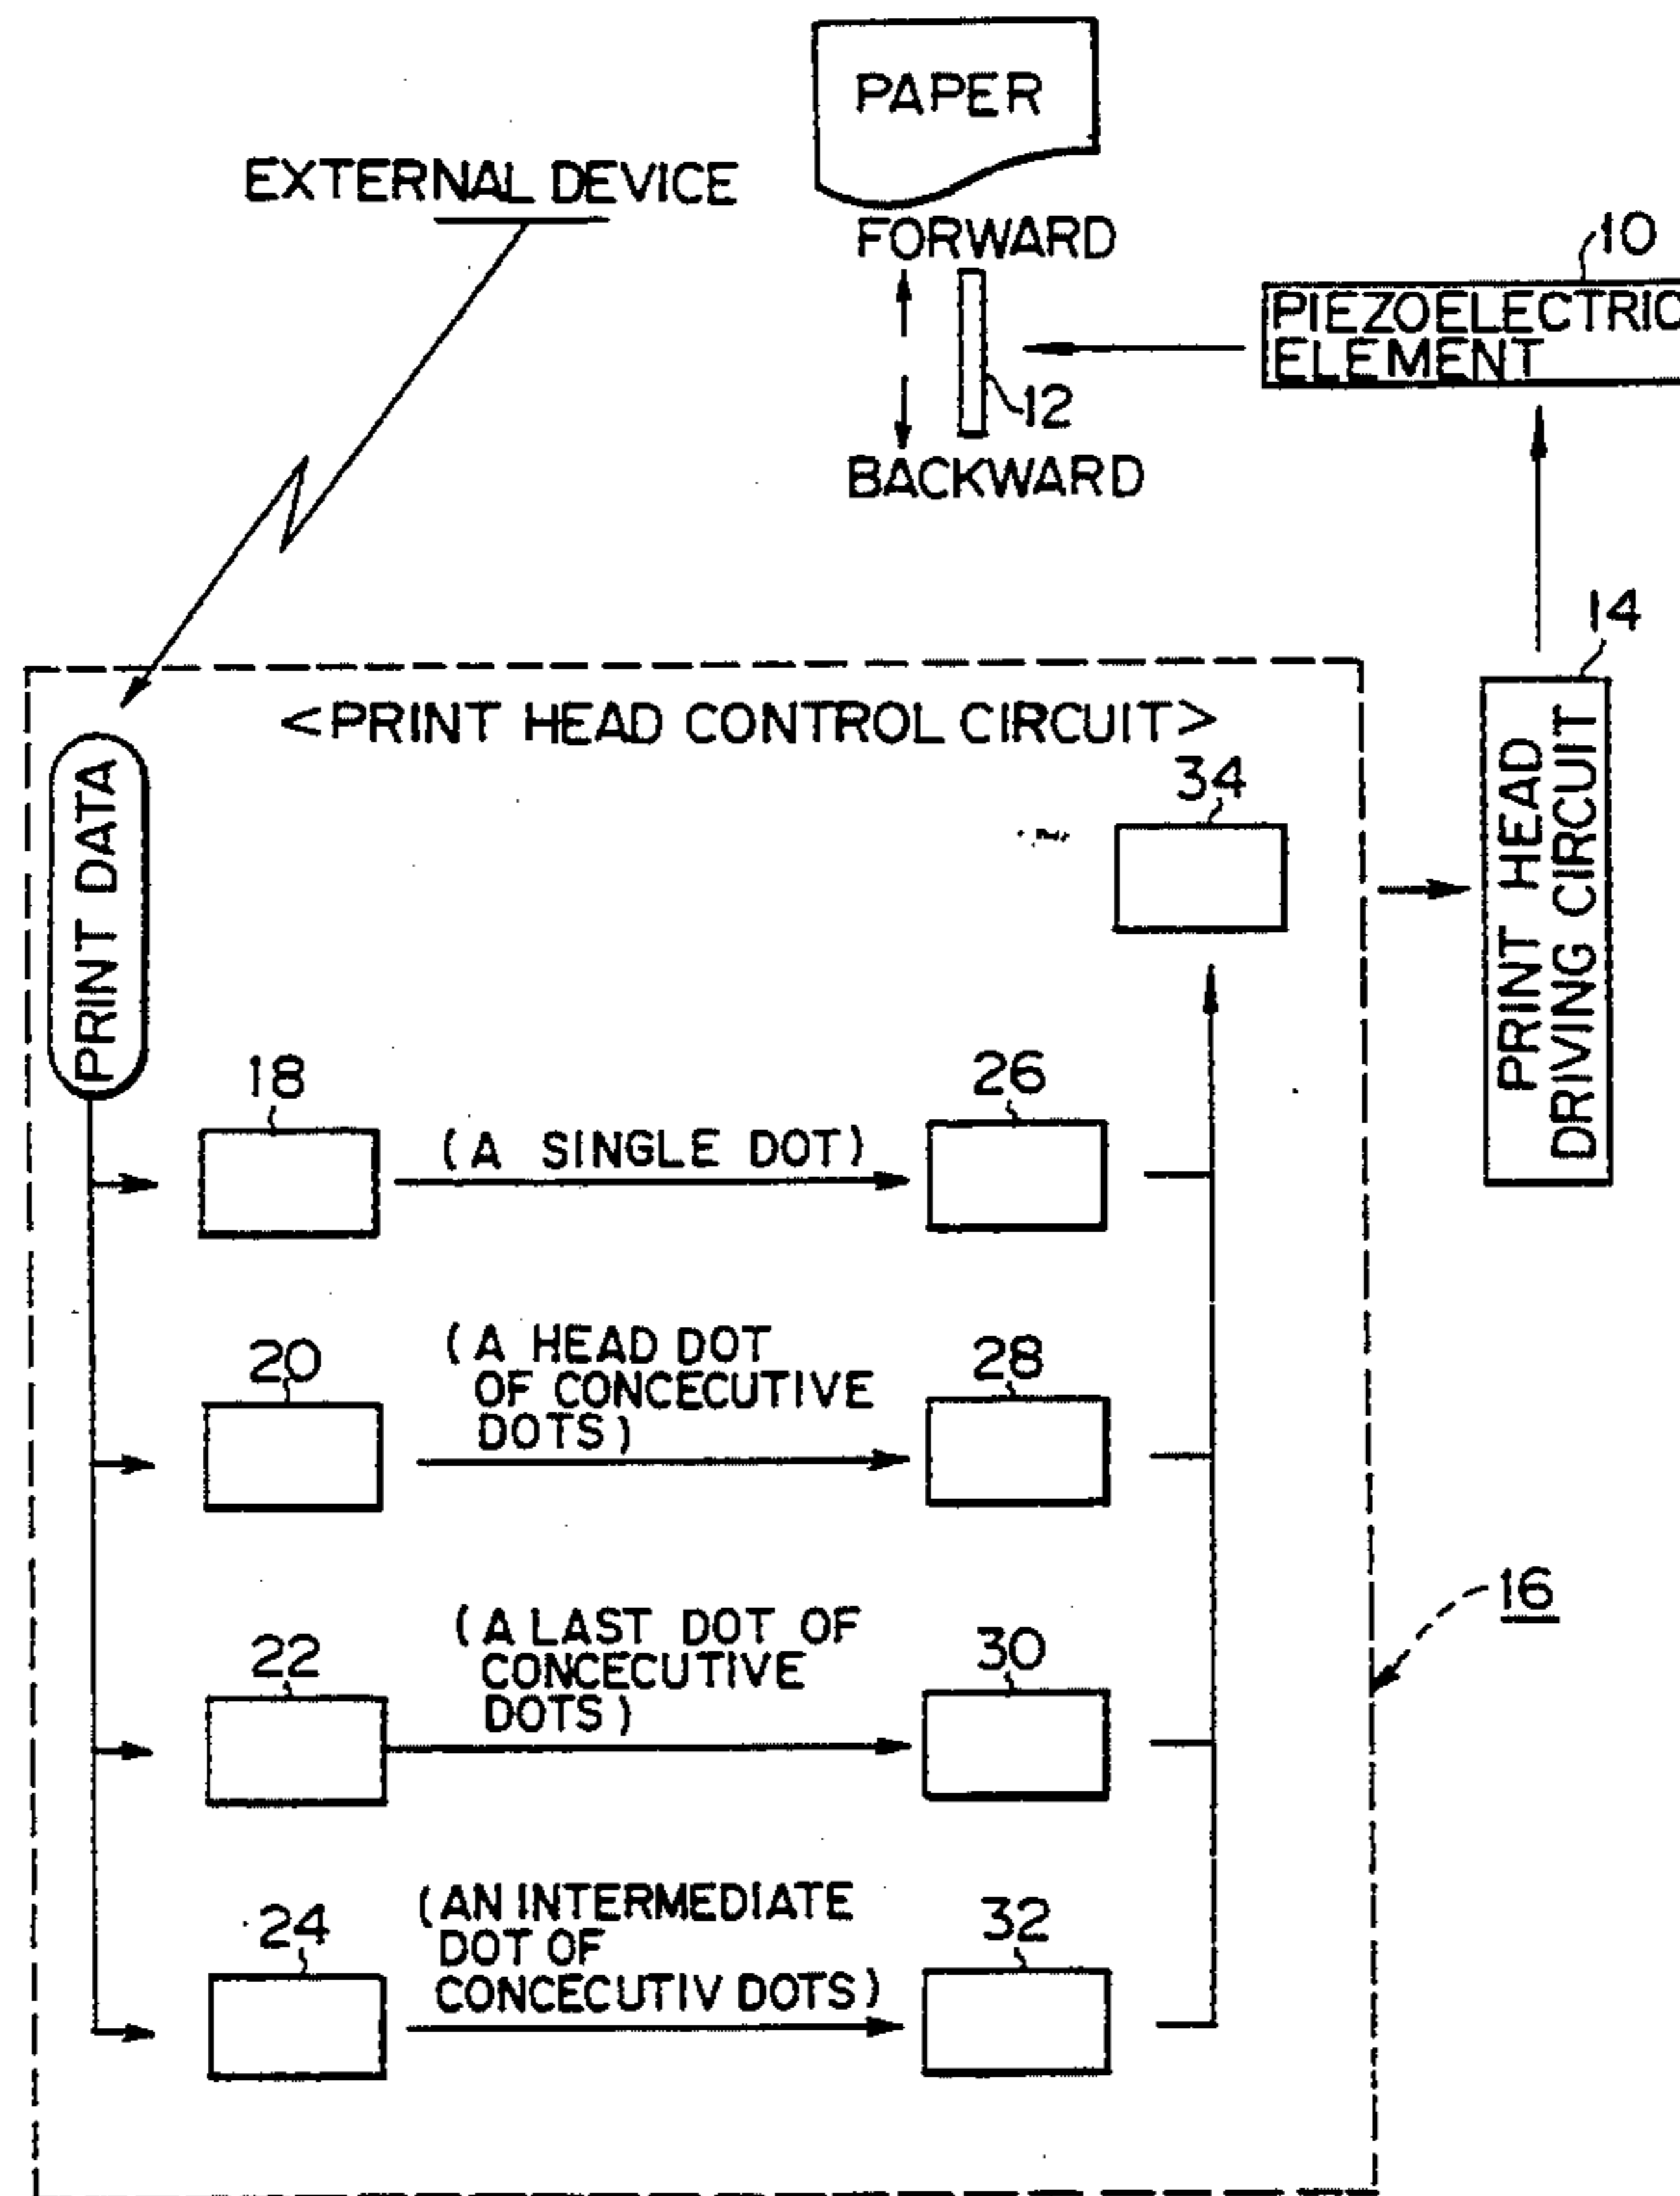 PAPER
EXTERNAL DEVICE
FORWARD
10
PIEZOELECTRIC
ELEMENT
12
BACKWARD
14
<PRINT HEAD CONTROL CIRCUIT>
PRINT DATA
34
PRINT HEAD
DRIVING CIRCUIT
18
(A SINGLE DOT)
26
20
(A HEAD DOT
OF CONCECUTIVE
DOTS)
28
16
22
(A LAST DOT OF
CONCECUTIVE
DOTS)
30
24
(AN INTERMEDIATE
DOT OF
CONCECUTIV DOTS)
32